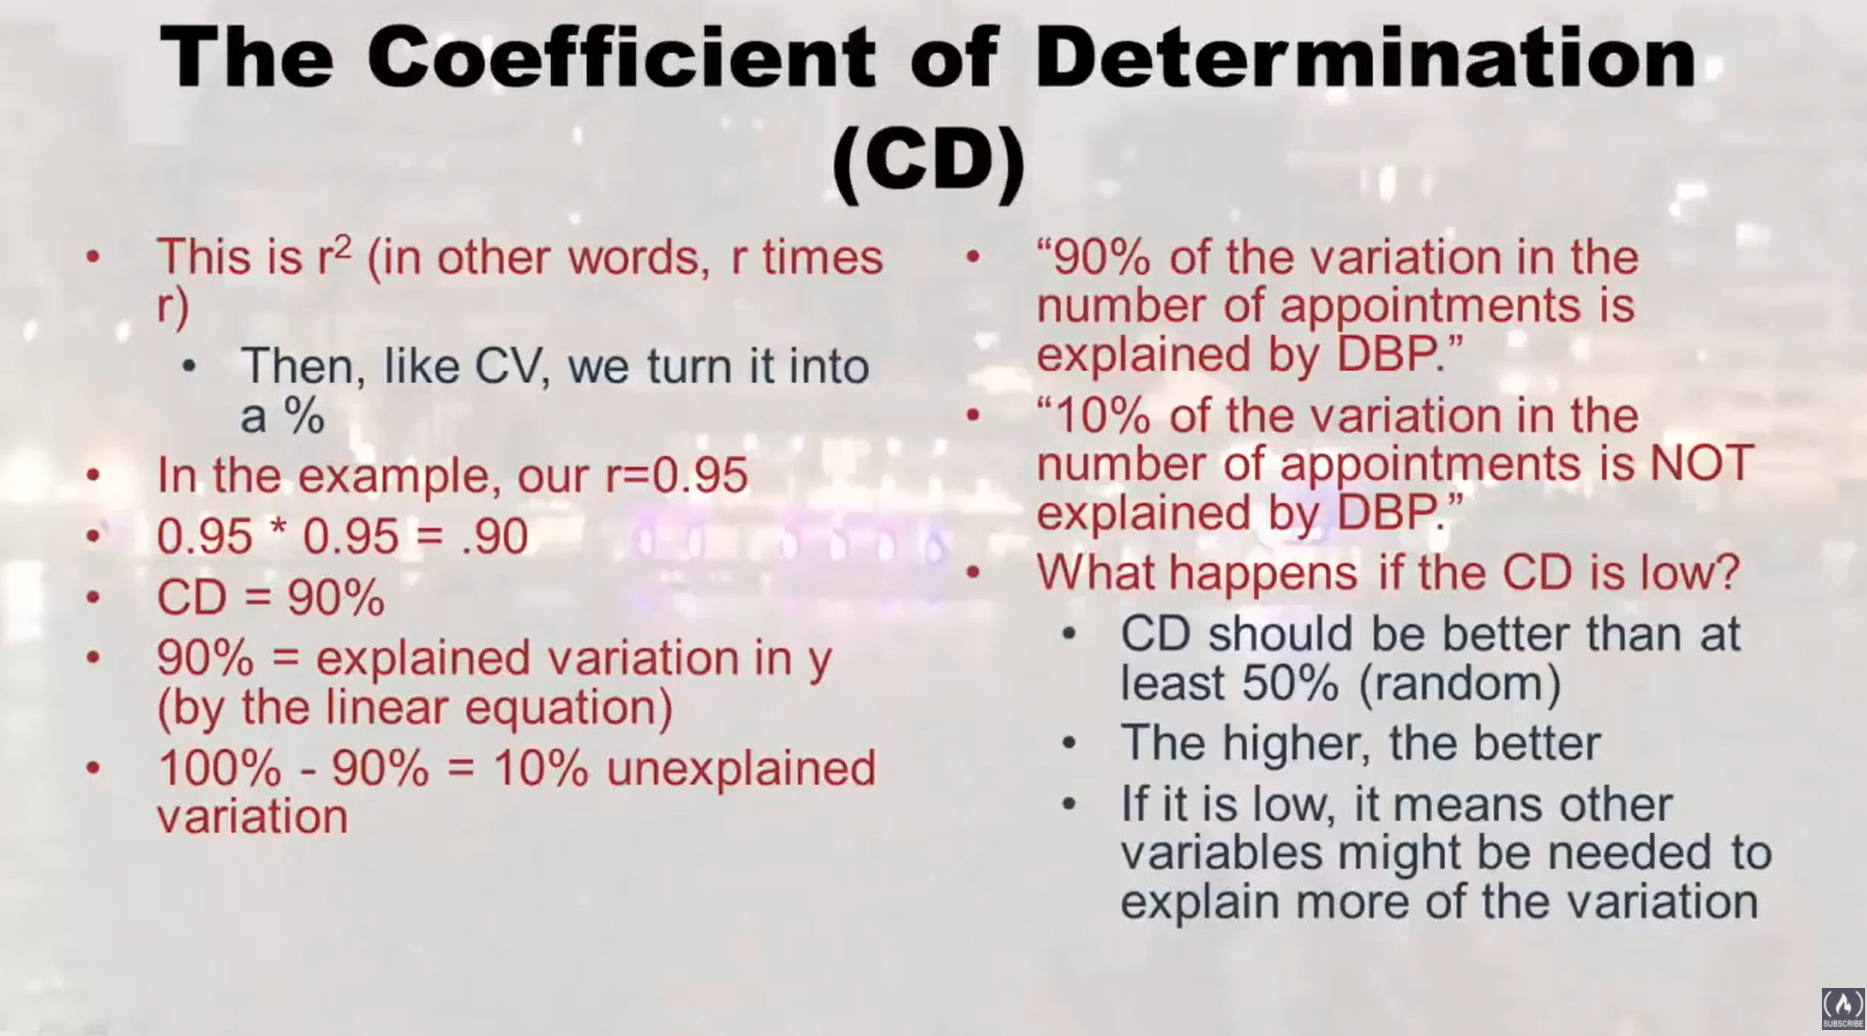 The Coefficient of Determination
(CD)
• This is r² (in other words, r times
r)
• Then, like CV, we turn it into
a %
• In the example, our r=0.95
• 0.95 * 0.95 = .90
• CD = 90%
• 90% = explained variation in y
(by the linear equation)
• 100% - 90% = 10% unexplained
variation
• “90% of the variation in the
number of appointments is
explained by DBP.”
• “10% of the variation in the
number of appointments is NOT
explained by DBP.”
• What happens if the CD is low?
• CD should be better than at
least 50% (random)
• The higher, the better
• If it is low, it means other
variables might be needed to
explain more of the variation
SUBSCRIBE